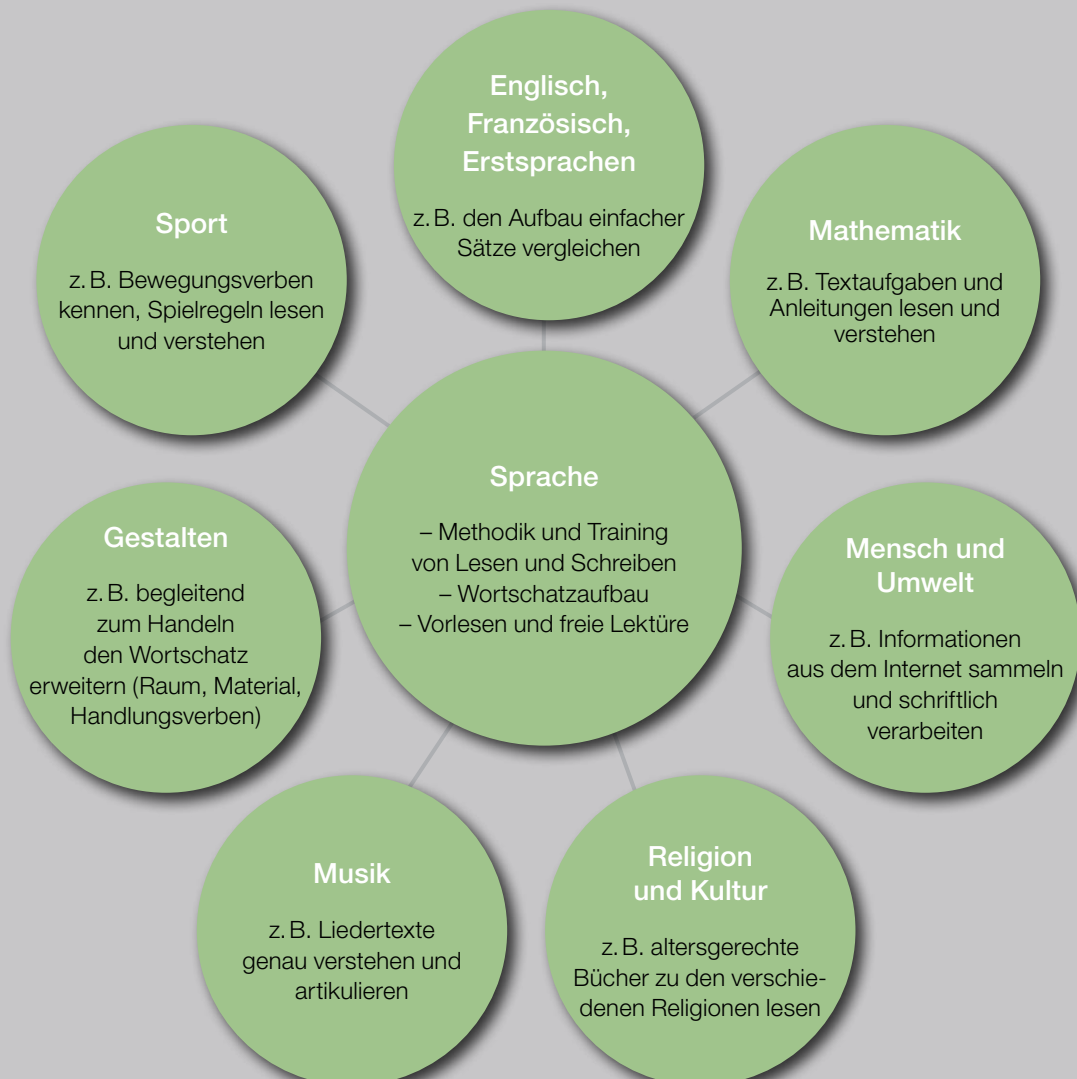 Englisch,
Französisch,
Erstsprachen
z. B. den Aufbau einfacher
Sätze vergleichen
Sport
z. B. Bewegungsverben
kennen, Spielregeln lesen
und verstehen
Mathematik
z. B. Textaufgaben und
Anleitungen lesen und
verstehen
Sprache
– Methodik und Training
von Lesen und Schreiben
– Wortschatzaufbau
– Vorlesen und freie Lektüre
Gestalten
z. B. begleitend
zum Handeln
den Wortschatz
erweitern (Raum, Material,
Handlungsverben)
Mensch und
Umwelt
z. B. Informationen
aus dem Internet sammeln
und schriftlich
verarbeiten
Musik
z. B. Liedertexte
genau verstehen und
artikulieren
Religion
und Kultur
z. B. altersgerechte
Bücher zu den verschie-
denen Religionen lesen